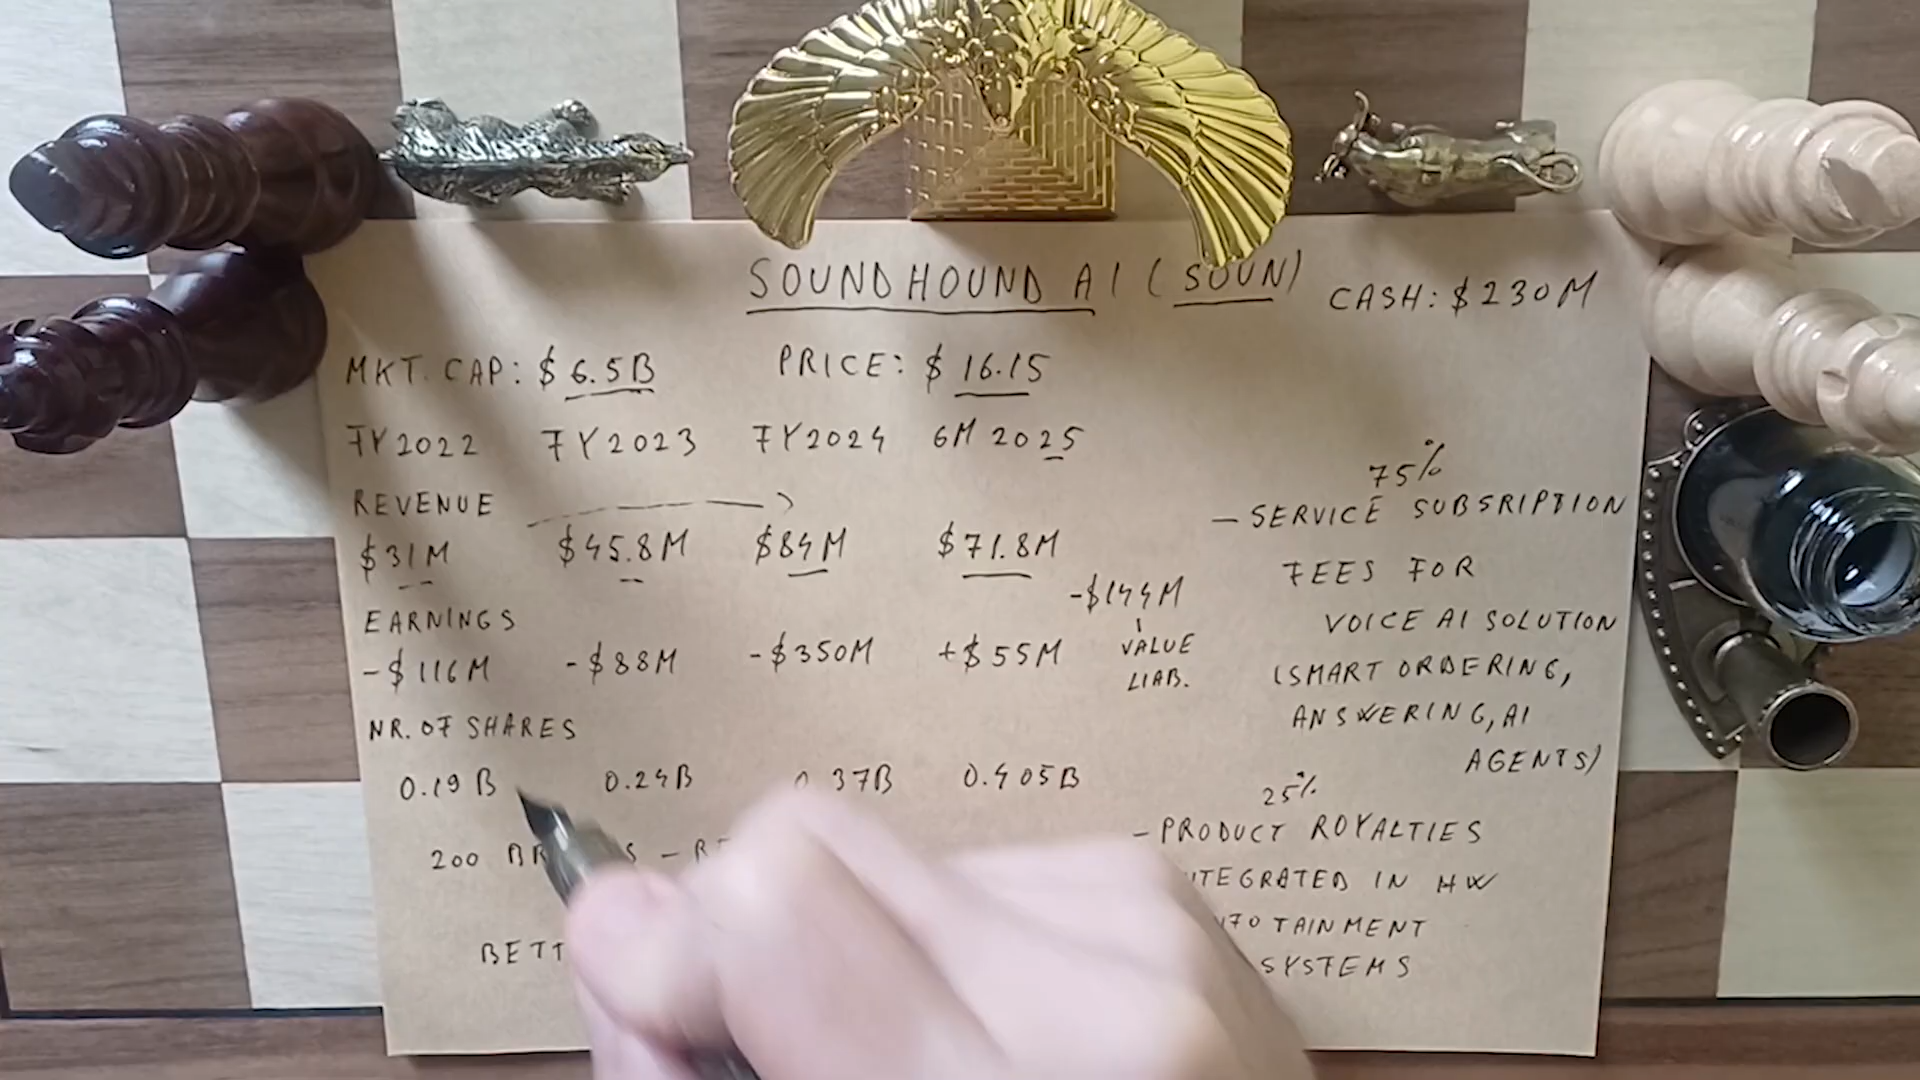 SOUNDHOUND AI (SOUN)
CASH: $230M
MKT. CAP: $6.5B
PRICE: $16.15
FY2022 FY2023 FY2024 6M 2025
REVENUE
$31M $45.8M $84M $71.8M
EARNINGS
-$116M -$88M -$350M +$55M
-$144M
VALUE
LIAB.
NR. OF SHARES
0.19B 0.24B 0.37B 0.405B
200
75%
- SERVICE SUBSRIPTION
FEES FOR
VOICE AI SOLUTION
(SMART ORDERING,
ANSWERING, AI
AGENTS)
25%
- PRODUCT ROYALTIES
IN HW
SYSTEMS